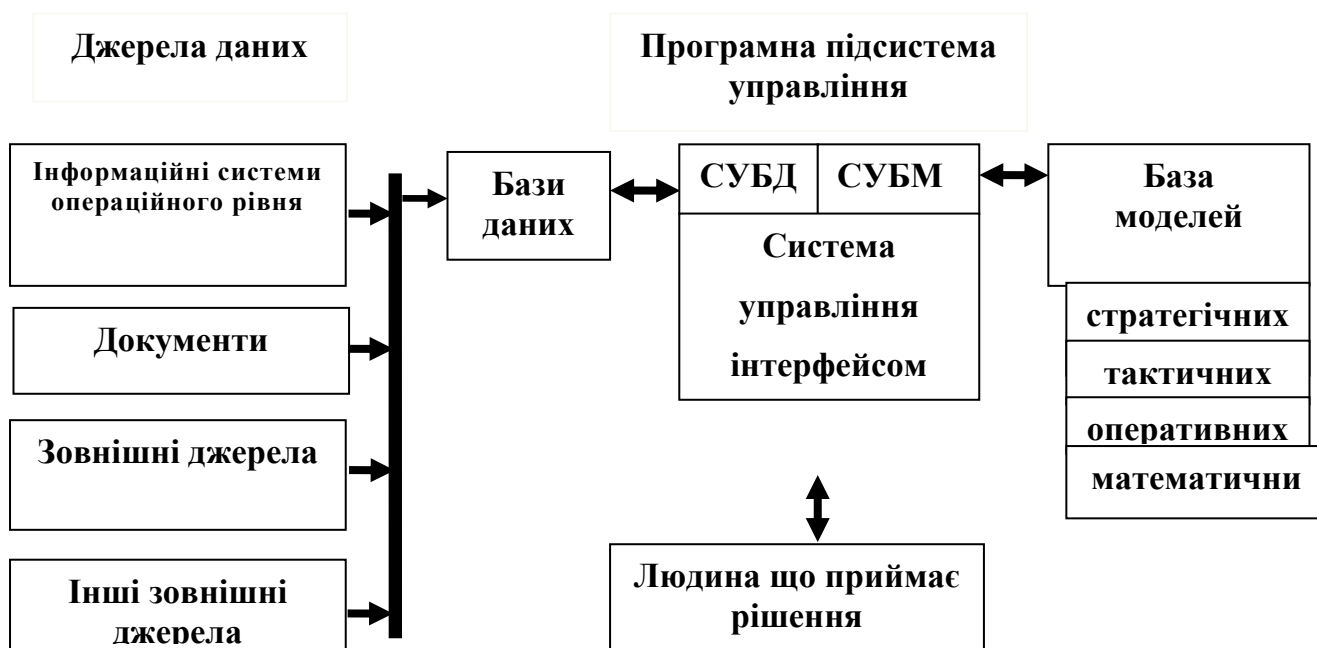 Джерела даних
Програмна підсистема
управління
Інформаційні системи
операційного рівня
Документи
Зовнішні джерела
Інші зовнішні
джерела
Бази
даних
СУБД
СУБМ
Система
управління
інтерфейсом
База
моделей
стратегічних
тактичних
оперативних
математични
Людина що приймає
рішення